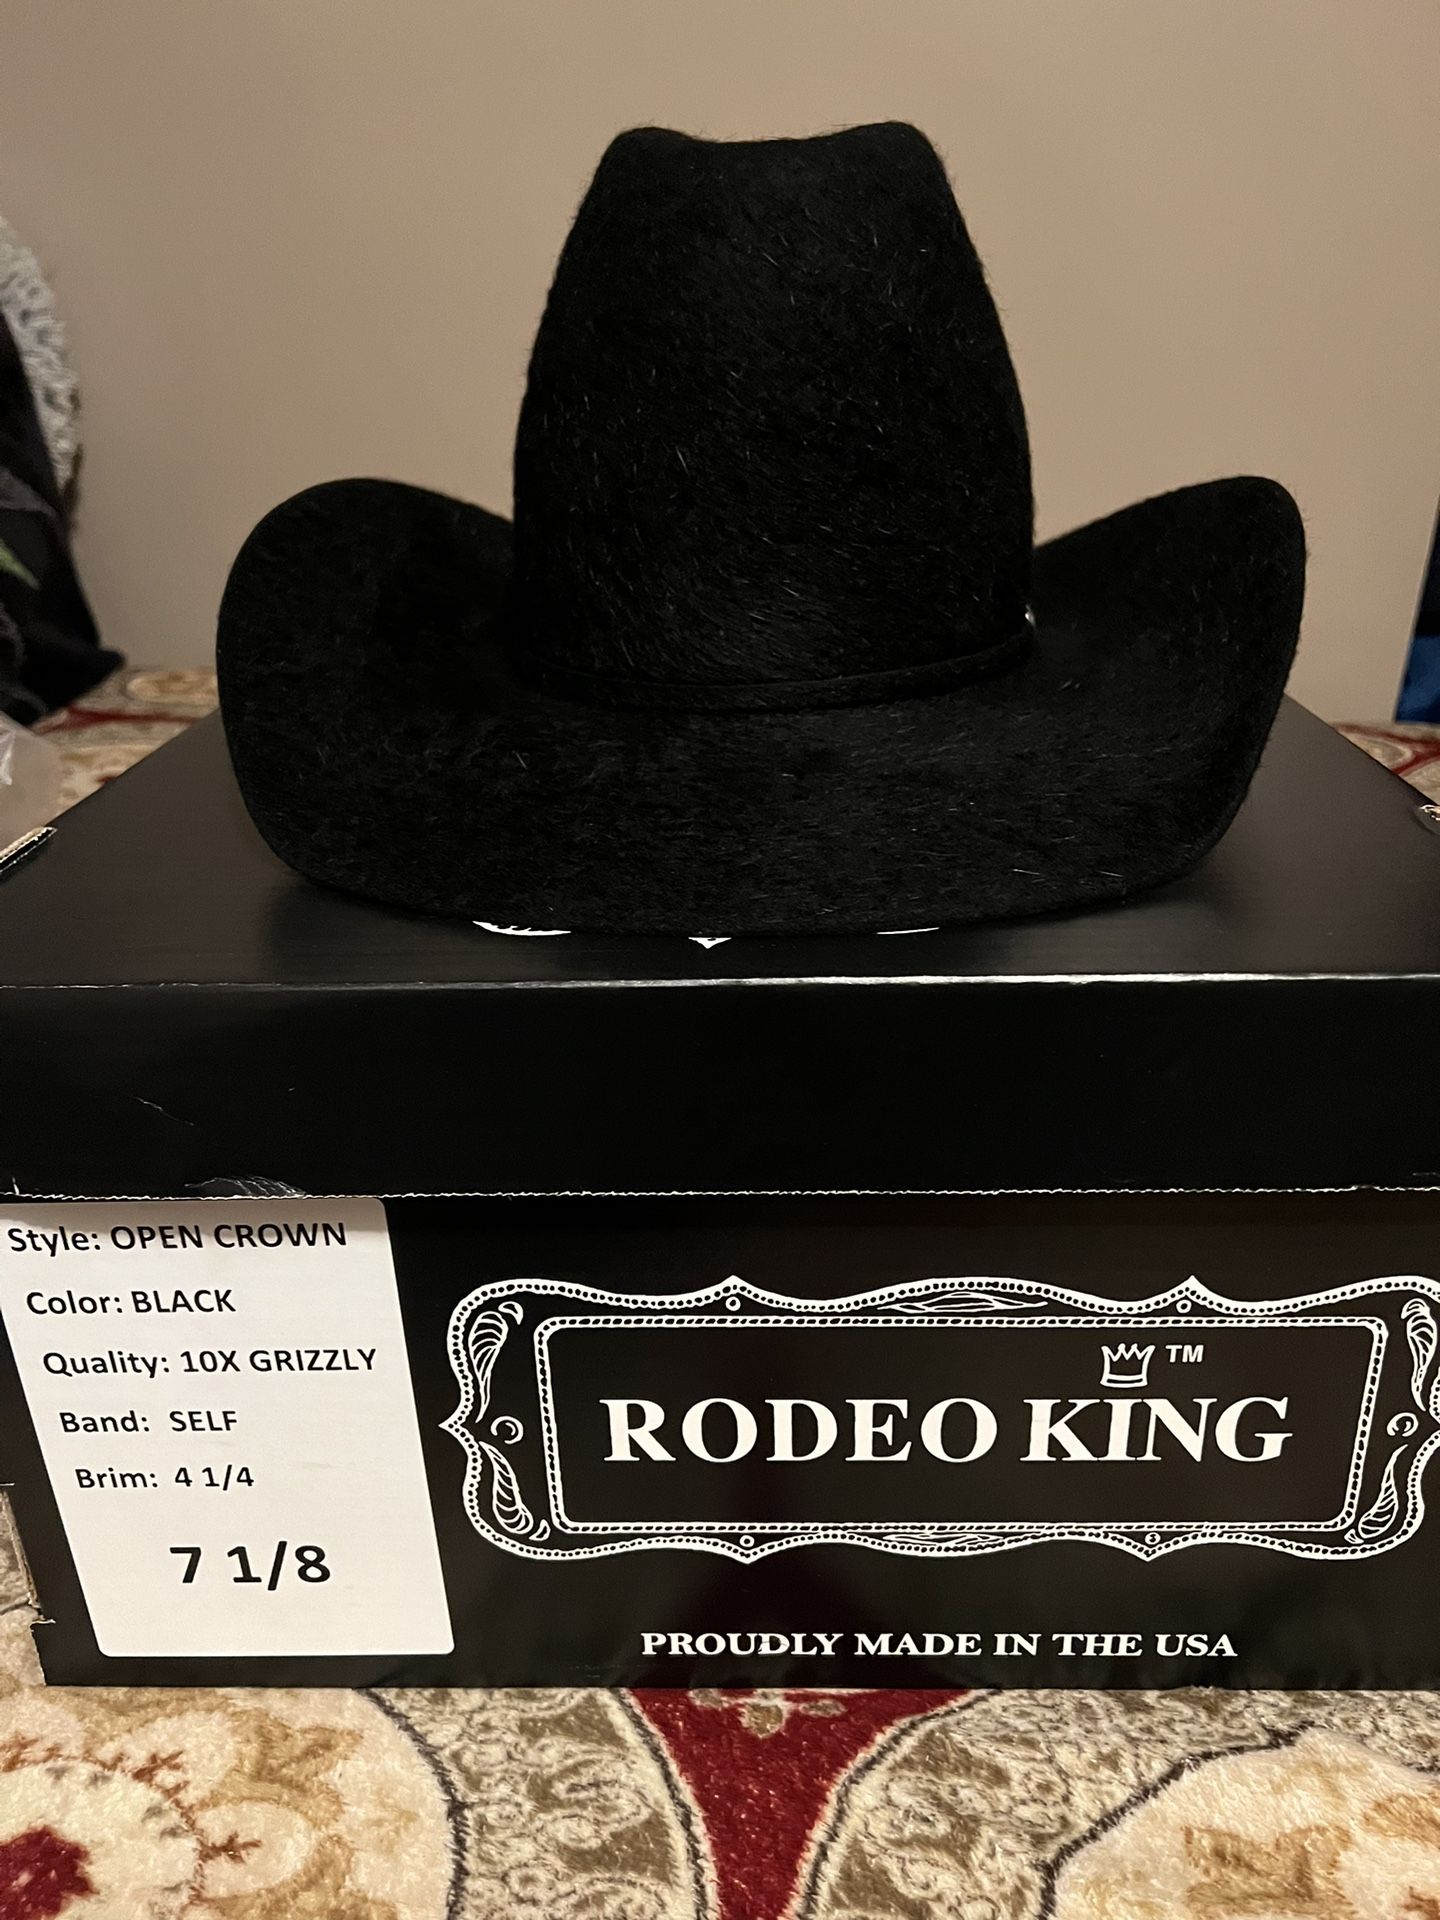 Style: OPEN CROWN
Color: BLACK
Quality: 10X GRIZZLY
Band: SELF
Brim: 4 1/4
7 1/8
TM
RODEO KING
PROUDLY MADE IN THE USA